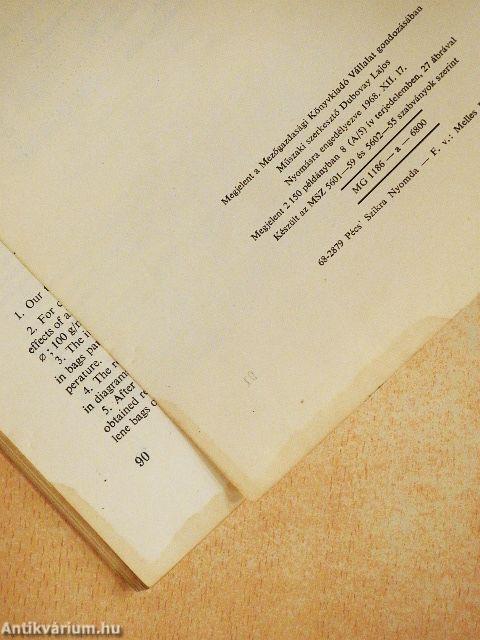 Megjelent a Mezőgazdasági Könyvkiadó Vállalat gondozásában
Műszaki szerkesztő Dubovay Lajos
Nyomásra engedélyezve 1968. XII. 17.
Megjelent 2 150 példányban 8 (A/5) ív terjedelemben, 27 ábrával
Készült az MSZ 5601—59 és 5602—55 szabványok szerint
MG 1186 — a — 6800
68-2879 Pécs' Szikra Nyomda — F. v.: Melles
1. Our
2. For
effects of a
ø; 100 g/
3. The
in bags
perature.
4. The
in diagram
5. After
obtained
lene bags
90
Antikvárium.hu